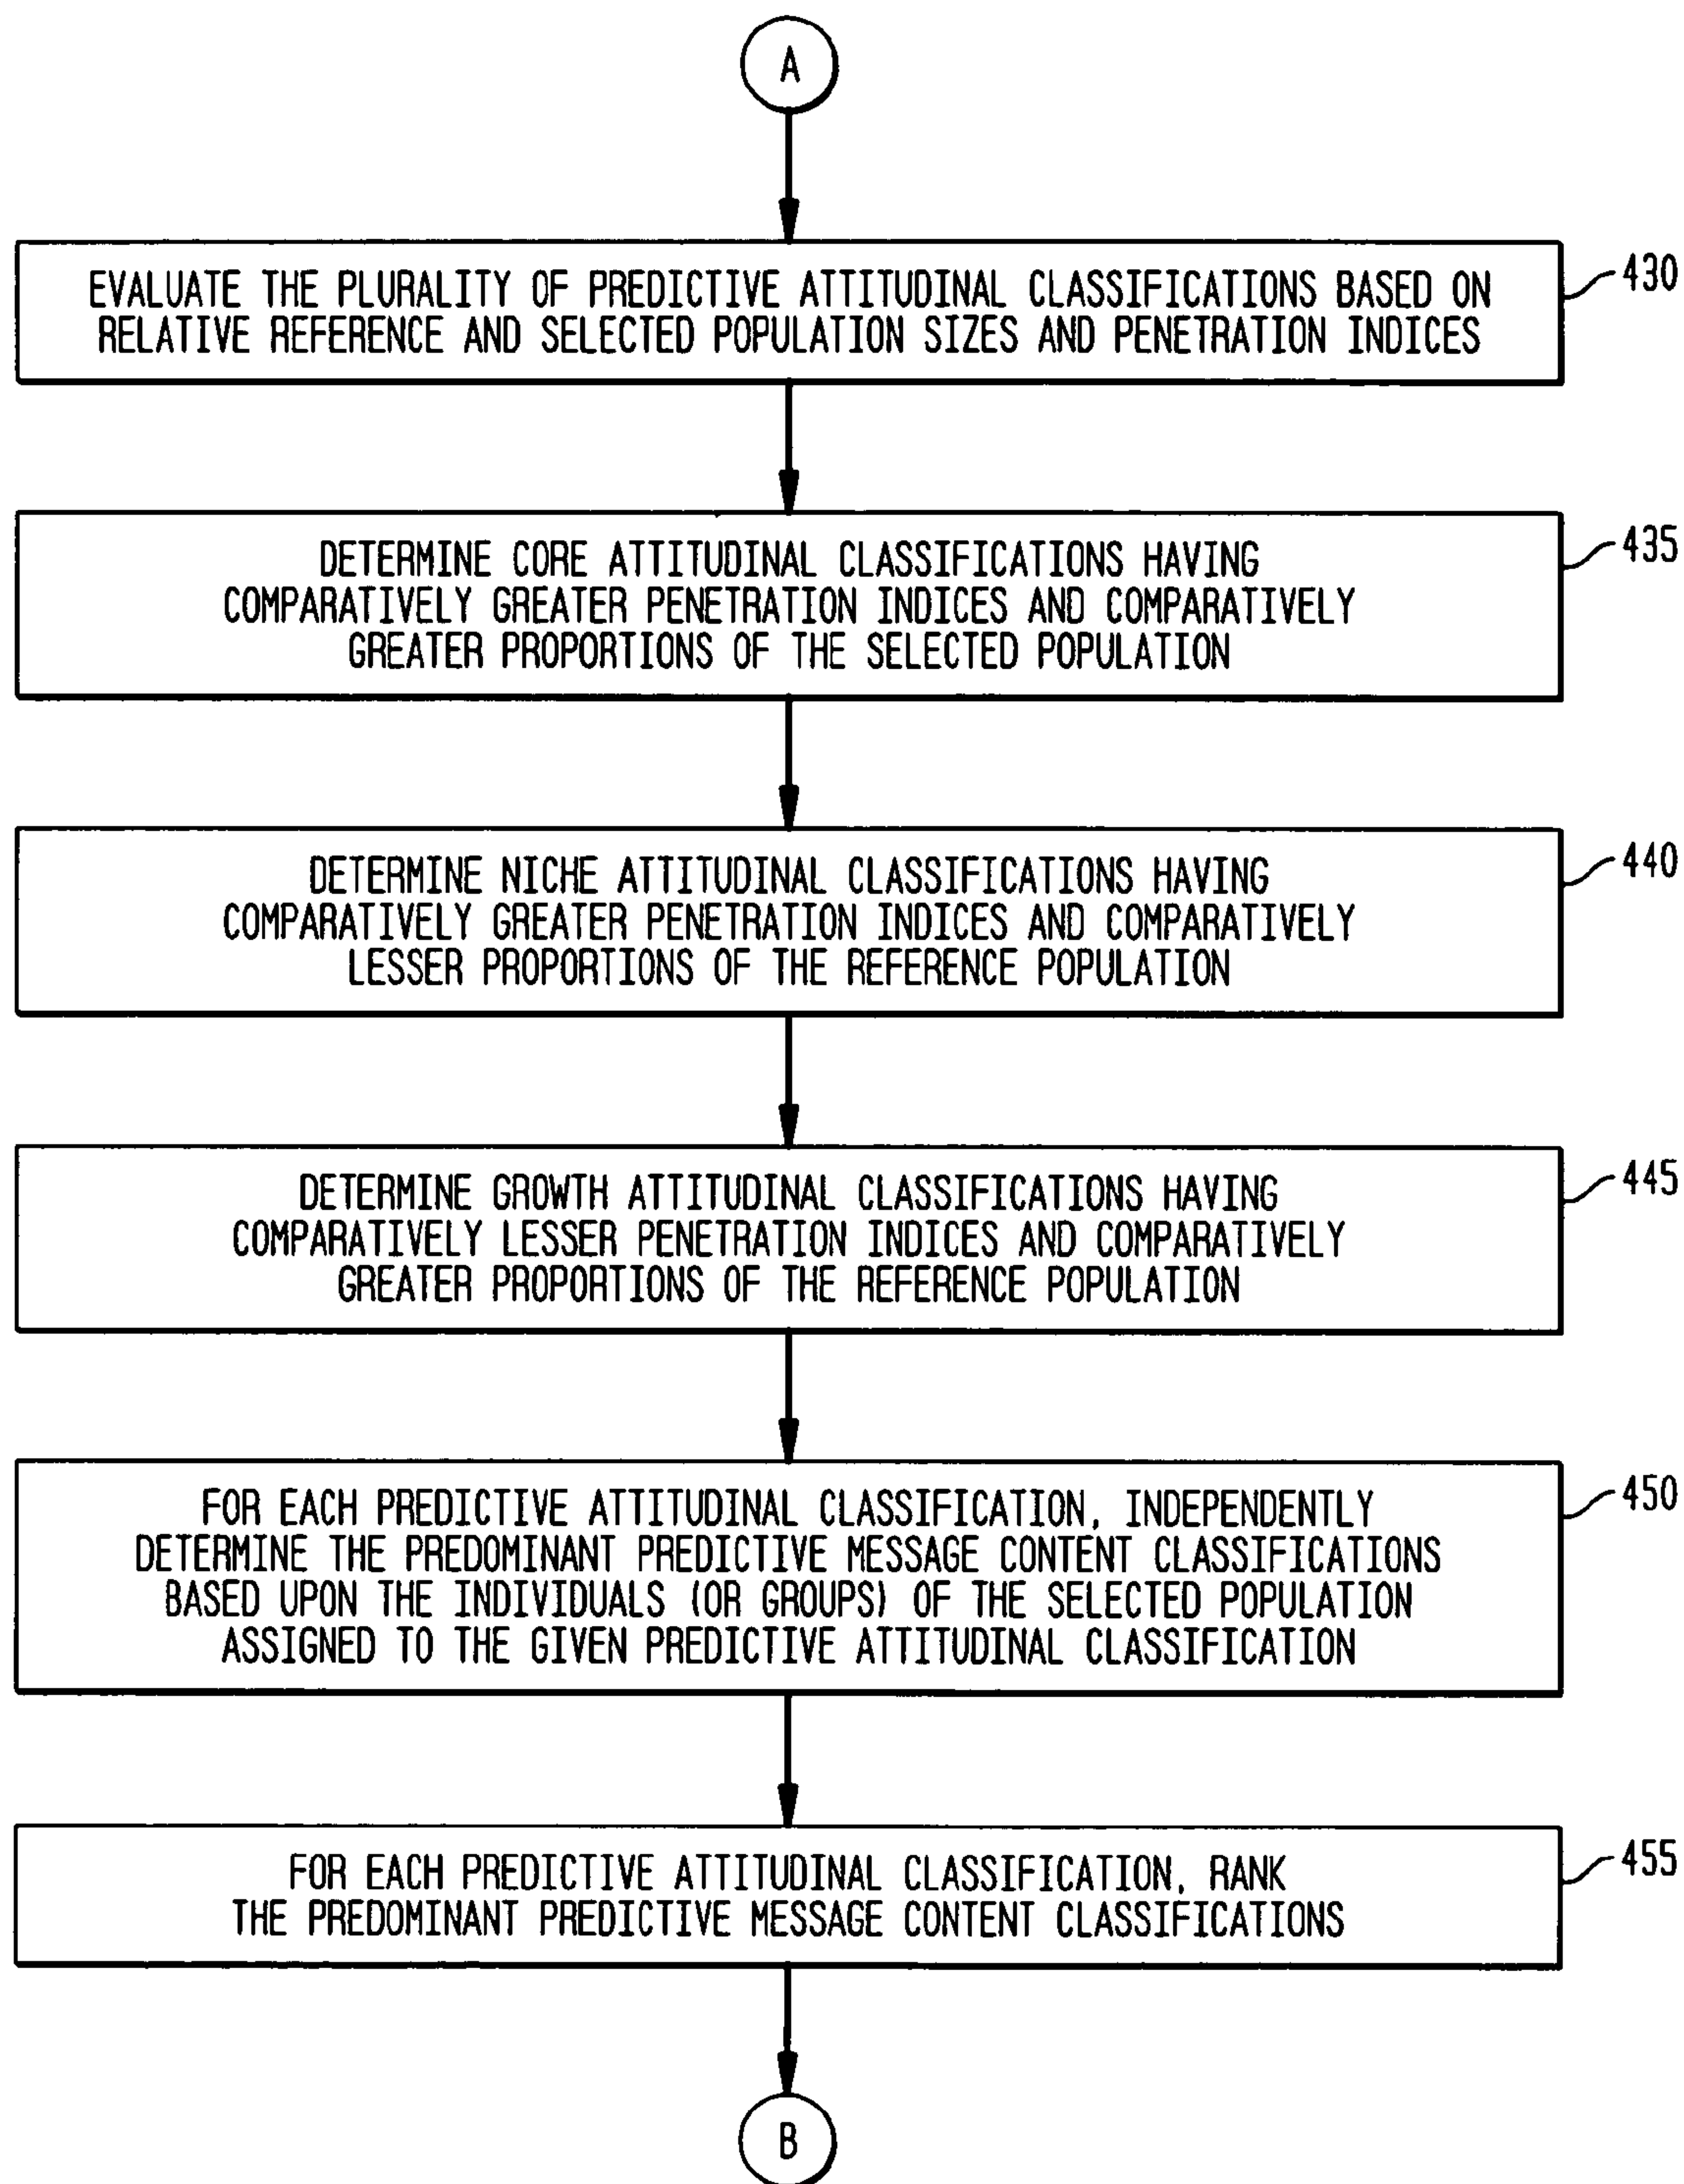 A
EVALUATE THE PLURALITY OF PREDICTIVE ATTITUDINAL CLASSIFICATIONS BASED ON
RELATIVE REFERENCE AND SELECTED POPULATION SIZES AND PENETRATION INDICES
430
DETERMINE CORE ATTITUDINAL CLASSIFICATIONS HAVING
COMPARATIVELY GREATER PENETRATION INDICES AND COMPARATIVELY
GREATER PROPORTIONS OF THE SELECTED POPULATION
435
DETERMINE NICHE ATTITUDINAL CLASSIFICATIONS HAVING
COMPARATIVELY GREATER PENETRATION INDICES AND COMPARATIVELY
LESSER PROPORTIONS OF THE REFERENCE POPULATION
440
DETERMINE GROWTH ATTITUDINAL CLASSIFICATIONS HAVING
COMPARATIVELY LESSER PENETRATION INDICES AND COMPARATIVELY
GREATER PROPORTIONS OF THE REFERENCE POPULATION
445
FOR EACH PREDICTIVE ATTITUDINAL CLASSIFICATION, INDEPENDENTLY
DETERMINE THE PREDOMINANT PREDICTIVE MESSAGE CONTENT CLASSIFICATIONS
BASED UPON THE INDIVIDUALS (OR GROUPS) OF THE SELECTED POPULATION
ASSIGNED TO THE GIVEN PREDICTIVE ATTITUDINAL CLASSIFICATION
450
FOR EACH PREDICTIVE ATTITUDINAL CLASSIFICATION, RANK
THE PREDOMINANT PREDICTIVE MESSAGE CONTENT CLASSIFICATIONS
455
B